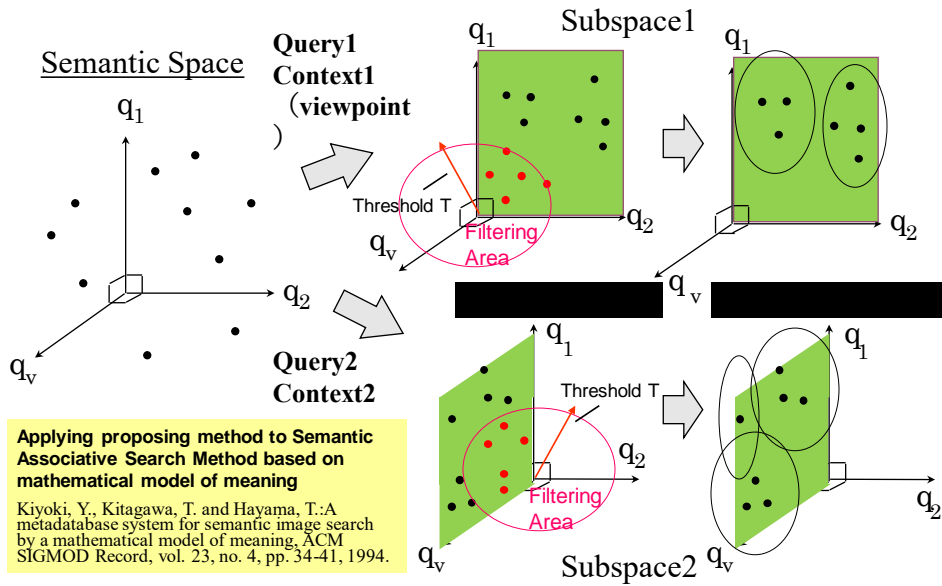 Semantic Space
q1
q2
qv
Query1
Context1
（viewpoint
）
Query2
Context2
Subspace1
q1
Threshold T
q2
Filtering
Area
qv
q1
q2
qv
q1
Threshold T
q2
Filtering
Area
qv
q1
q2
Subspace2
Applying proposing method to Semantic
Associative Search Method based on
mathematical model of meaning
Kiyoki, Y., Kitagawa, T. and Hayama, T.:A
metadatabase system for semantic image search
by a mathematical model of meaning, ACM
SIGMOD Record, vol. 23, no. 4, pp. 34-41, 1994.
qv